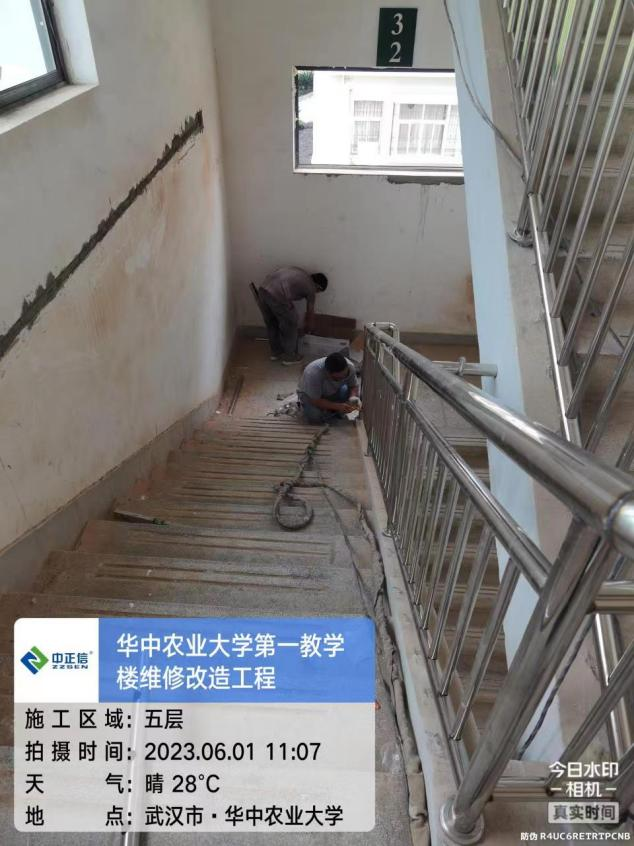 3
2
中正信
ZZSEN
华中农业大学第一教学
楼维修改造工程
施工区域：五层
拍摄时间：2023.06.01 11:07
天气：晴 28°C
地点：武汉市·华中农业大学
今日水印
相机
真实时间
防伪 R4UC6RETRTPCNB